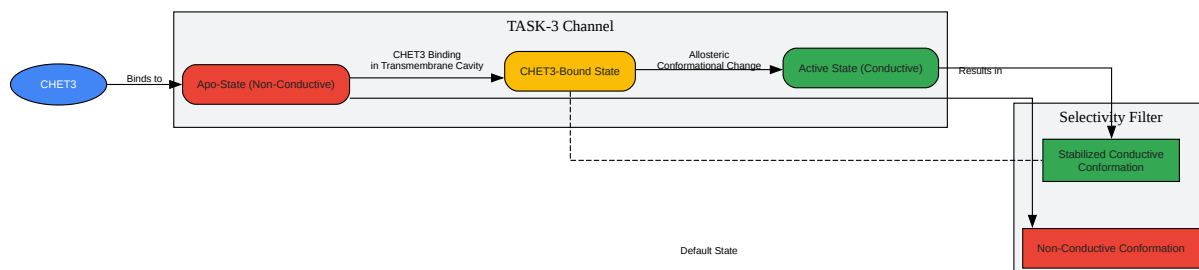 TASK-3 Channel
CHET3
Binds to
Apo-State (Non-Conductive)
CHET3 Binding
in Transmembrane Cavity
CHET3-Bound State
Allosteric
Conformational Change
Active State (Conductive)
Results in
Selectivity Filter
Stabilized Conductive
Conformation
Non-Conductive Conformation
Default State